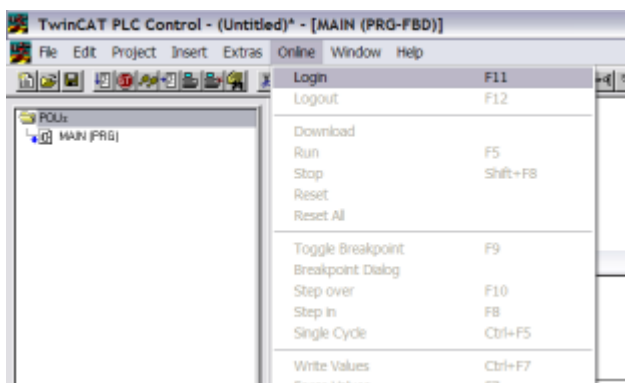 TwinCAT PLC Control - (Untitled)* - [MAIN (PRG-FBD)]
File Edit Project Insert Extras Online Window Help
Login F11
Logout F12
POUs
MAIN (PRG)
Download
Run F5
Stop Shift+F8
Reset
Reset All
Toggle Breakpoint F9
Breakpoint Dialog
Step over F10
Step in F8
Single Cycle Ctrl+F5
Write Values Ctrl+F7